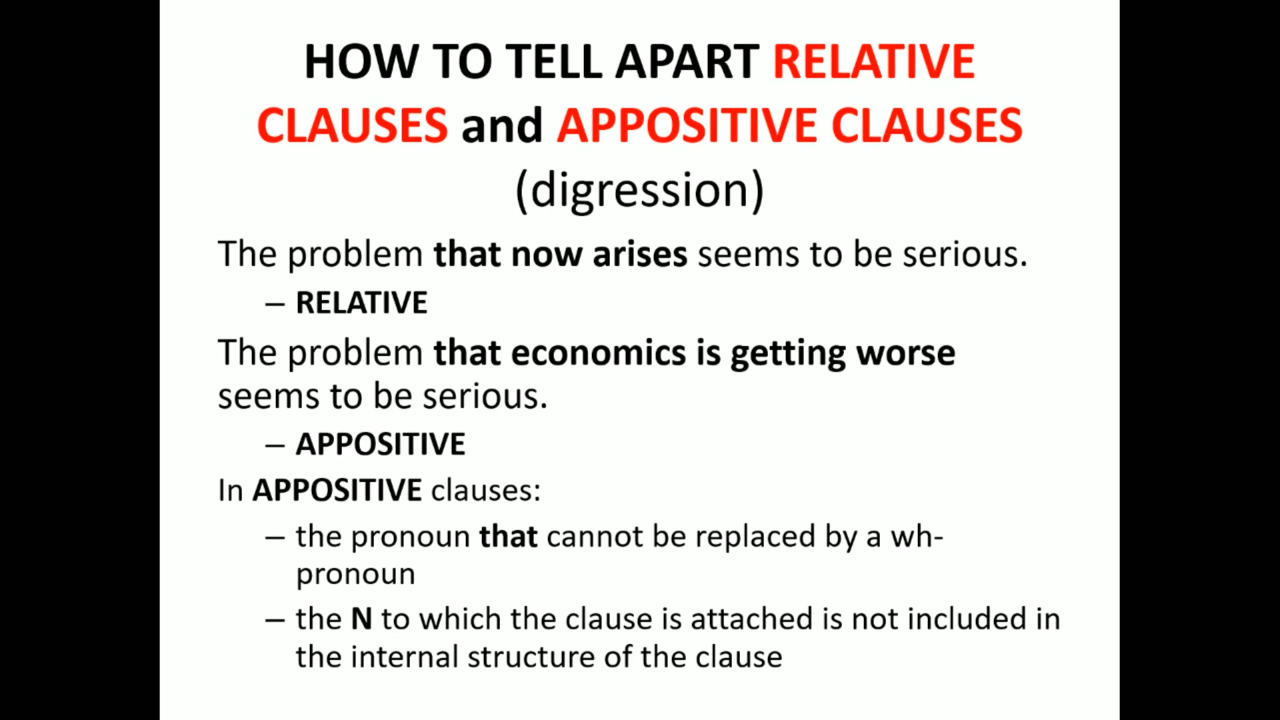 HOW TO TELL APART RELATIVE
CLAUSES and APPOSITIVE CLAUSES
(digression)
The problem that now arises seems to be serious.
– RELATIVE
The problem that economics is getting worse
seems to be serious.
– APPOSITIVE
In APPOSITIVE clauses:
– the pronoun that cannot be replaced by a wh-
pronoun
– the N to which the clause is attached is not included in
the internal structure of the clause